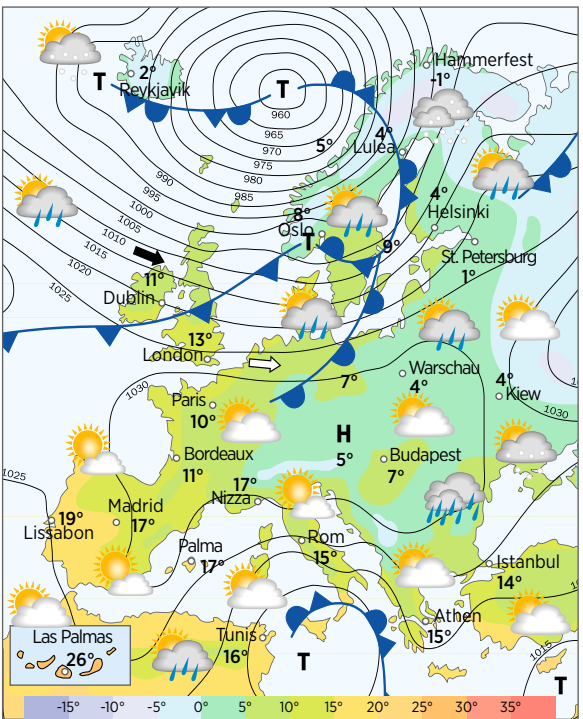 Hammerfest
-1°
2°
Reykjavik
T
T
960
965
970
975
980
985
990
995
1000
1005
1010
1015
1020
1025
5°
4°
Luleå
4°
Helsinki
8°
Oslo
T
9°
St. Petersburg
1°
11°
Dublin
13°
London
1030
Paris
10°
7°
Warschau
4°
4°
Kiew
1030
H
5°
Bordeaux
11°
Budapest
7°
1025
17°
Nizza
19°
Lissabon
Madrid
17°
Palma
17°
Rom
15°
Istanbul
14°
Athen
15°
Tunis
16°
T
1015
T
Las Palmas
26°
-15° -10° -5° 0° 5° 10° 15° 20° 25° 30° 35°